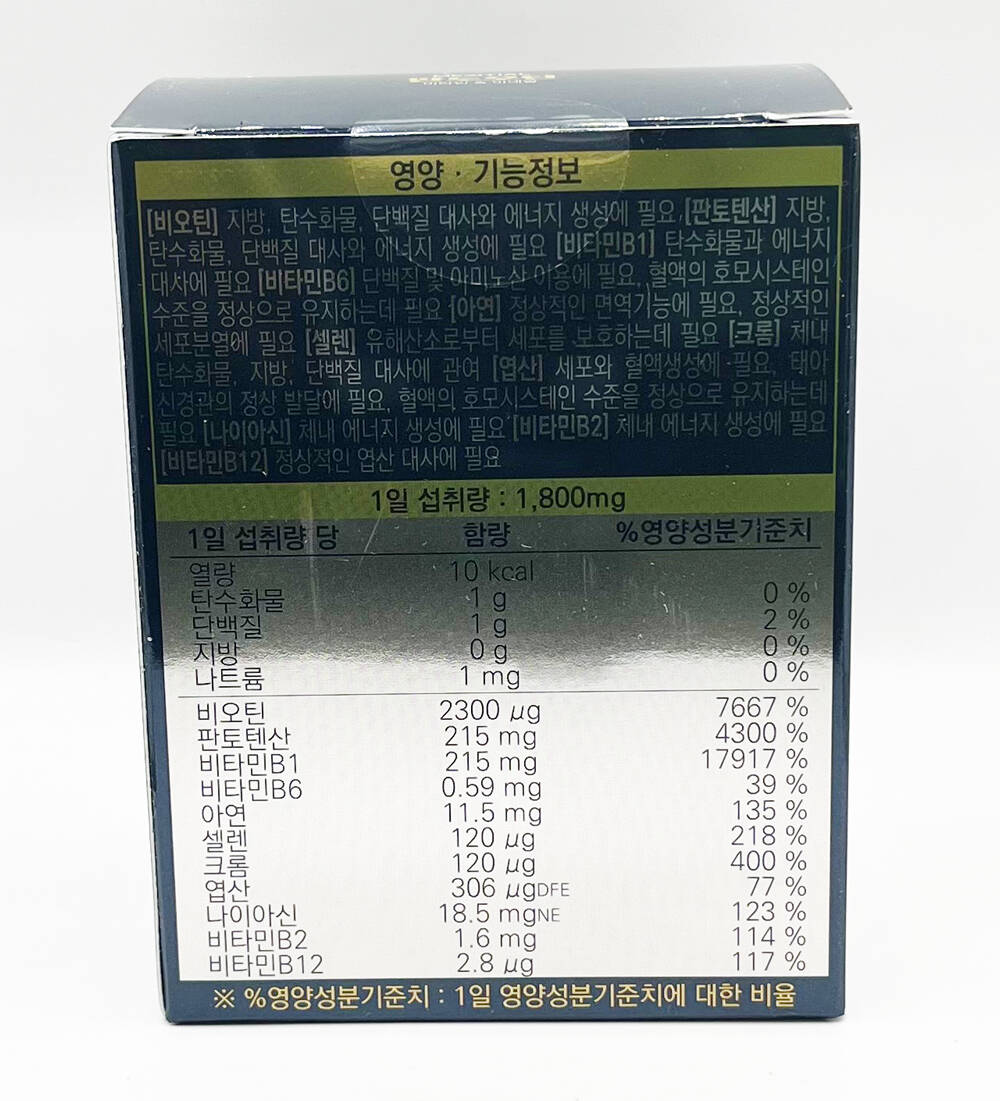 영양 · 기능정보
[비오틴] 지방, 탄수화물, 단백질 대사와 에너지 생성에 필요,[판토텐산] 지방,
탄수화물, 단백질 대사와 에너지 생성에 필요 [비타민B1] 탄수화물과 에너지
대사에 필요 [비타민B6] 단백질 및 아미노산 이용에 필요, 혈액의 호모시스테인
수준을 정상으로 유지하는데 필요 [아연] 정상적인 면역기능에 필요, 정상적인
세포분열에 필요 [셀렌] 유해산소로부터 세포를 보호하는데 필요 [크롬] 체내
탄수화물, 지방, 단백질 대사에 관여 [엽산] 세포와 혈액생성에 필요, 태아
신경관의 정상 발달에 필요, 혈액의 호모시스테인 수준을 정상으로 유지하는데
필요 [나이아신] 체내 에너지 생성에 필요 [비타민B2] 체내 에너지 생성에 필요
[비타민B12] 정상적인 엽산 대사에 필요
1일 섭취량 : 1,800mg
1일 섭취량 당 함량 %영양성분기준치
열량 10 kcal
탄수화물 1 g 0 %
단백질 1 g 2 %
지방 0 g 0 %
나트륨 1 mg 0 %
비오틴 2300 µg 7667 %
판토텐산 215 mg 4300 %
비타민B1 215 mg 17917 %
비타민B6 0.59 mg 39 %
아연 11.5 mg 135 %
셀렌 120 µg 218 %
크롬 120 µg 400 %
엽산 306 µgDFE 77 %
나이아신 18.5 mgNE 123 %
비타민B2 1.6 mg 114 %
비타민B12 2.8 µg 117 %
※ %영양성분기준치 : 1일 영양성분기준치에 대한 비율